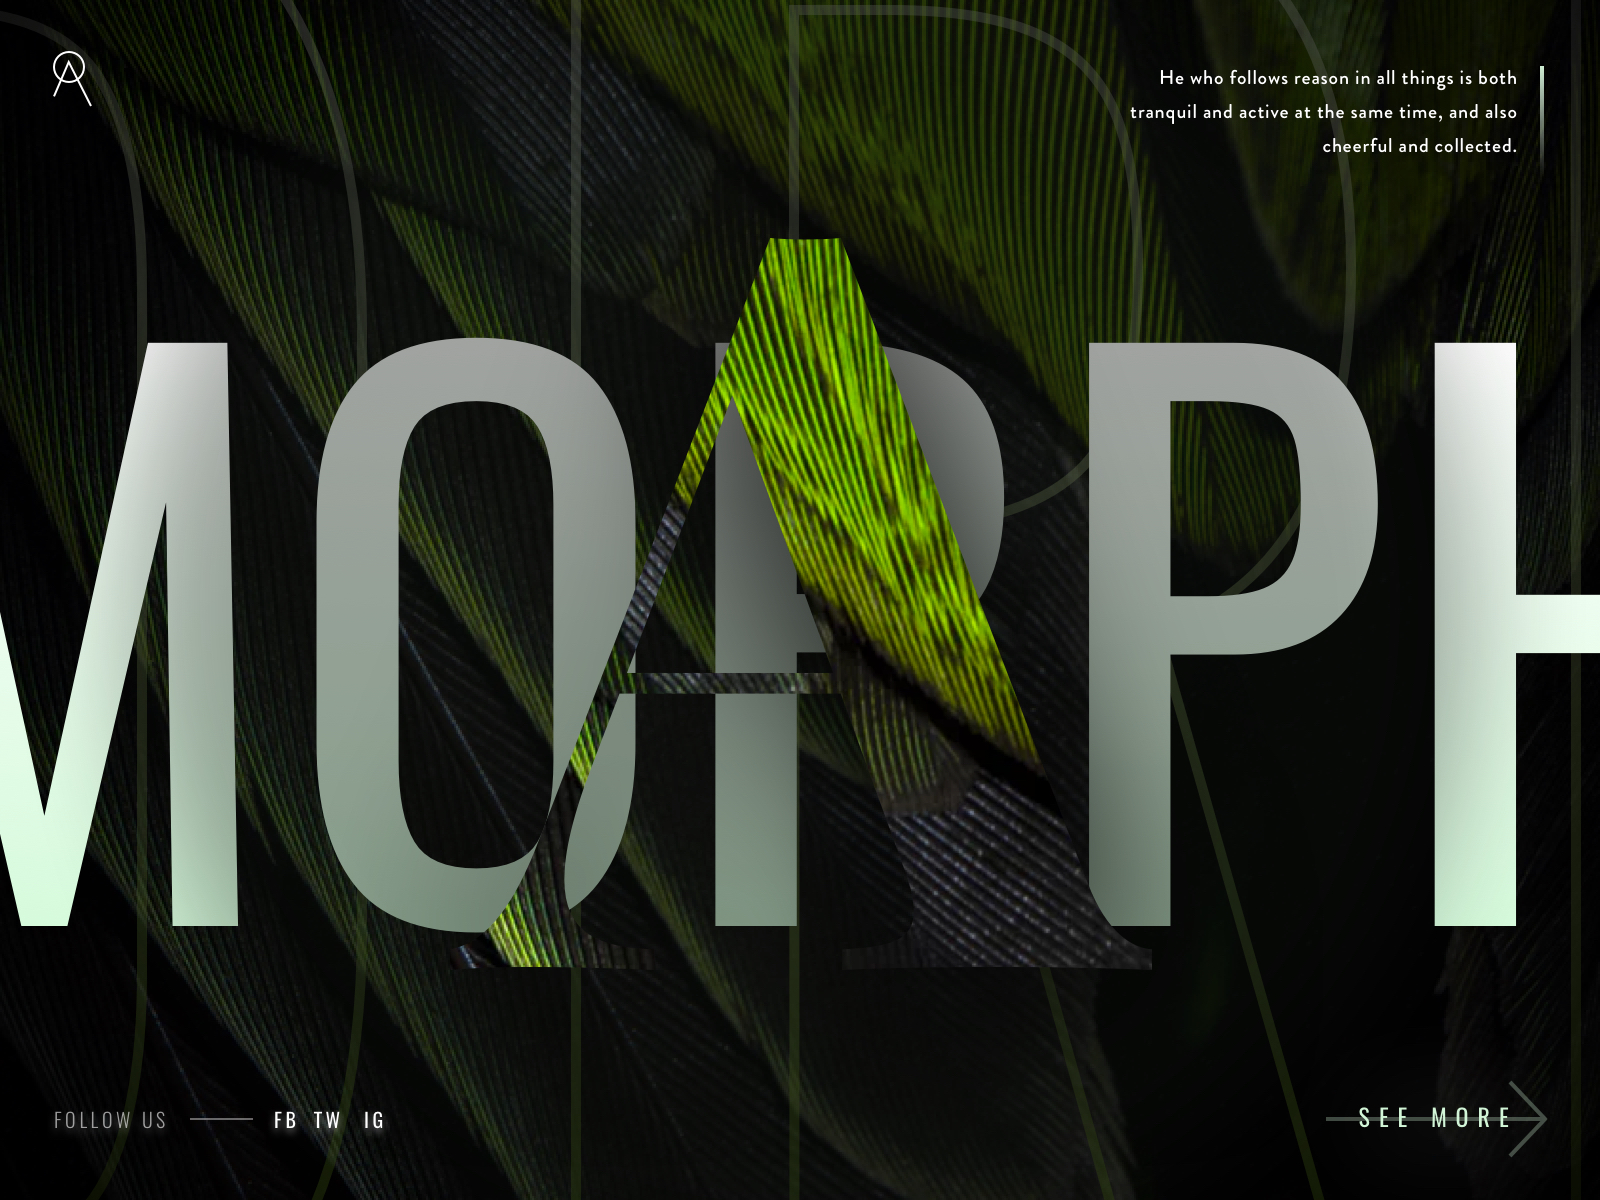 He who follows reason in all things is both
tranquil and active at the same time, and also
cheerful and collected.
MORPH
A
FOLLOW US FB TW IG
SEE MORE